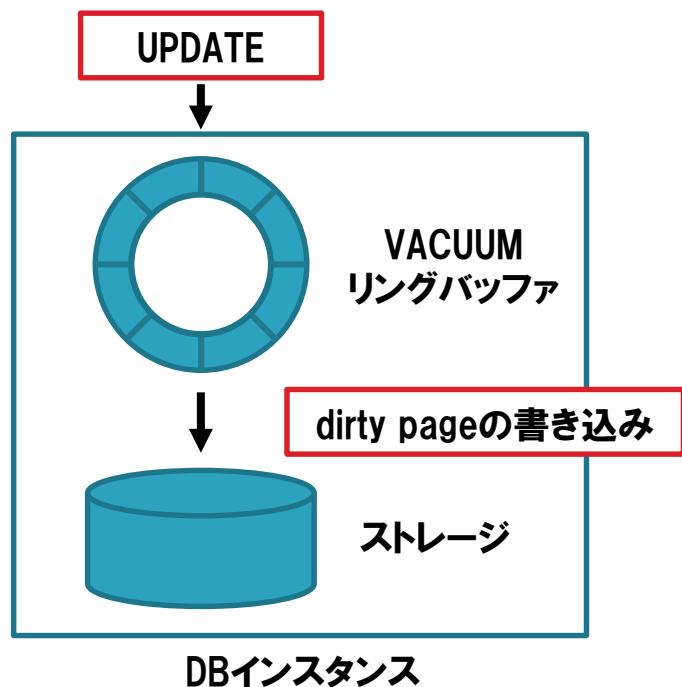 UPDATE
VACUUM
リングバッファ
dirty pageの書き込み
ストレージ
DBインスタンス